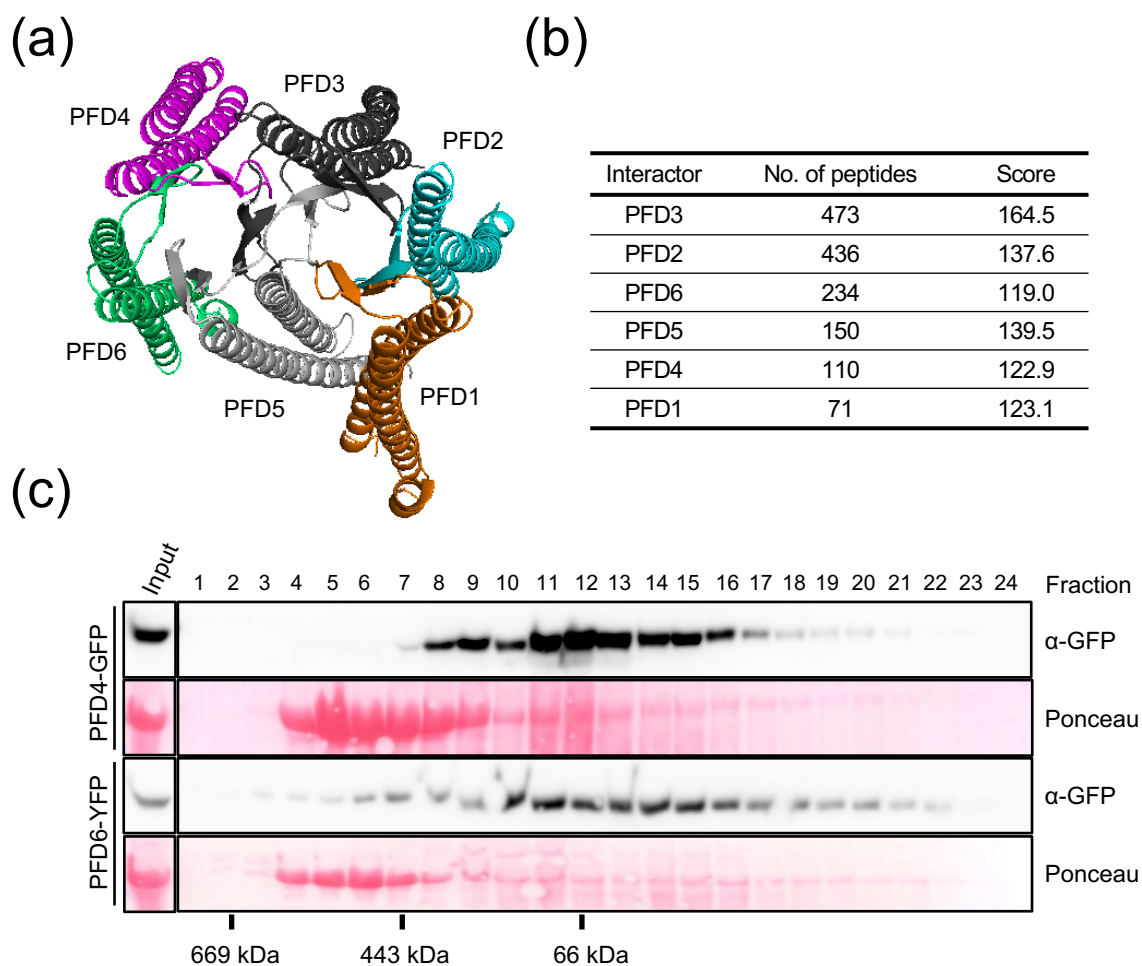 (a)
PFD3
PFD4
PFD2
PFD6
PFD5
PFD1
(b)
Interactor No. of peptides Score
PFD3 473 164.5
PFD2 436 137.6
PFD6 234 119.0
PFD5 150 139.5
PFD4 110 122.9
PFD1 71 123.1
(c)
Input 1 2 3 4 5 6 7 8 9 10 11 12 13 14 15 16 17 18 19 20 21 22 23 24 Fraction
PFD4-GFP
α-GFP
Ponceau
PFD6-YFP
α-GFP
Ponceau
669 kDa 443 kDa 66 kDa